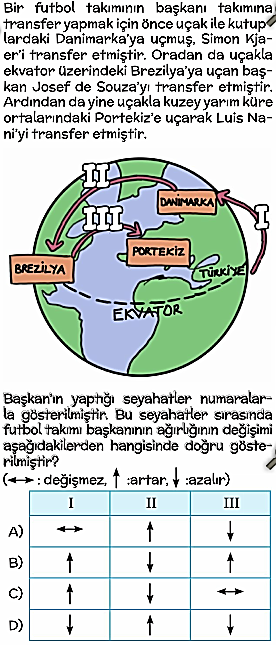 Bir futbol takımının başkanı takımına
transfer yapmak için önce uçak ile kutup
lardaki Danimarka'ya uçmuş, Simon Kja-
er'i transfer etmiştir. Oradan da uçakla
ekvator üzerindeki Brezilya'ya uçan baş-
kan Josef de Souza'yı transfer etmiştir.
Ardından da yine uçakla kuzey yarım küre
ortalarındaki Portekiz'e uçarak Luis Na-
ni'yi transfer etmiştir.
II
DANİMARKA
I
III
PORTEKİZ
BREZİLYA
TÜRKİYE
EKVATOR
Başkan'ın yaptığı seyahatler numaralar-
la gösterilmiştir. Bu seyahatler sırasında
futbol takımı başkanının ağırlığının değişimi
aşağıdakilerden hangisinde doğru göste-
rilmiştir?
(↔ : değişmez, ↑ :artar, ↓ :azalır)
I II III
A) ↔ ↑ ↓
B) ↑ ↓ ↑
C) ↑ ↓ ↔
D) ↓ ↑ ↓